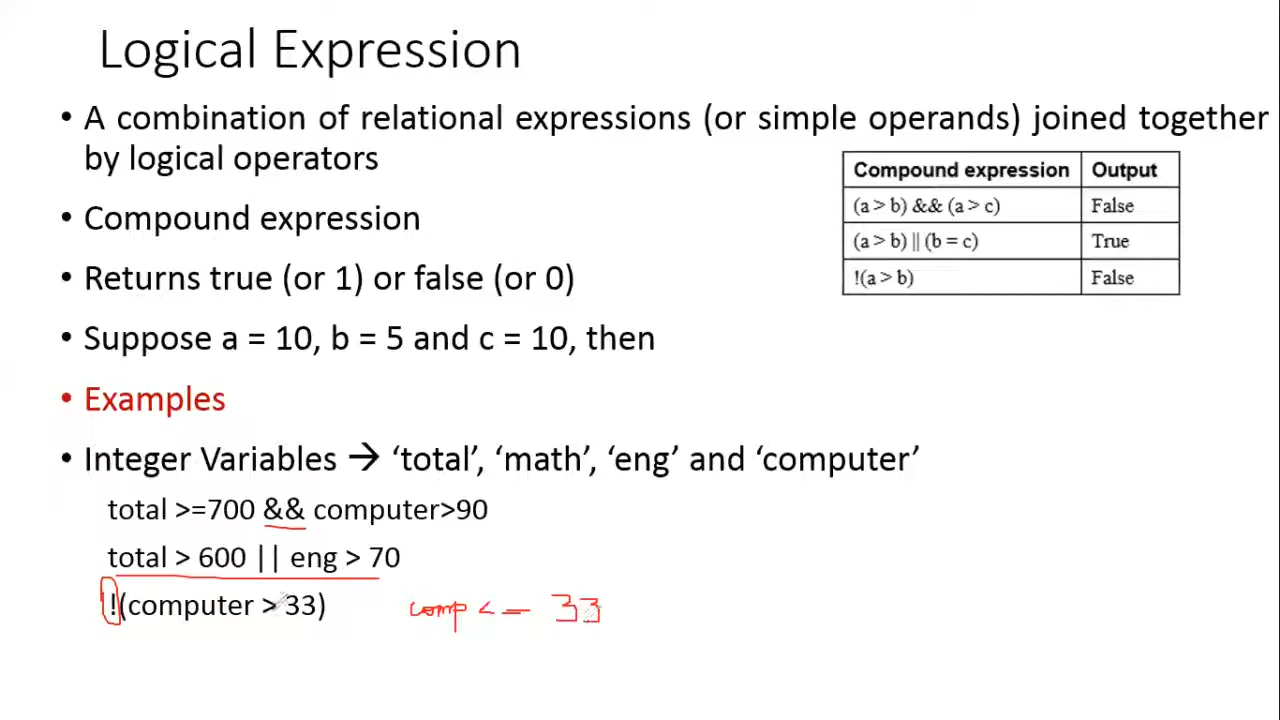 Logical Expression
• A combination of relational expressions (or simple operands) joined together
by logical operators
Compound expression Output
(a > b) && (a > c) False
(a > b) || (b = c) True
!(a > b) False
• Compound expression
• Returns true (or 1) or false (or 0)
• Suppose a = 10, b = 5 and c = 10, then
• Examples
• Integer Variables → ‘total’, ‘math’, ‘eng’ and ‘computer’
total >=700 && computer>90
total > 600 || eng > 70
!(computer > 33) comp <= 33